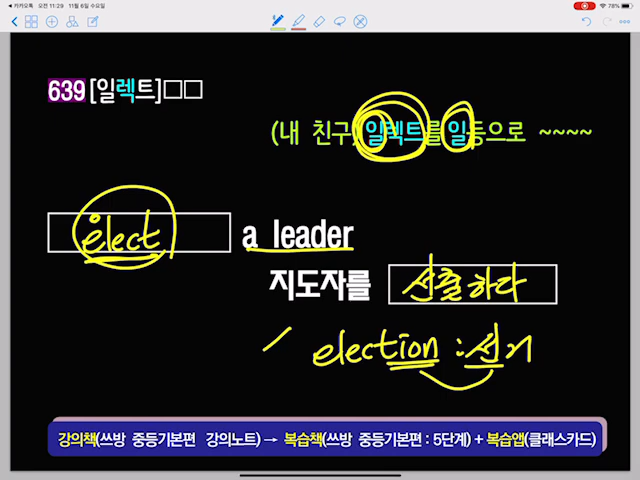 카카오톡 오전 11:29 11월 6일 수요일 78%
639 [일렉트]□□
(내 친구) 일렉트를 일등으로 ~~~~
elect a leader
지도자를 선출하다
election : 선거
강의책(쓰방 중등기본편 강의노트) → 복습책(쓰방 중등기본편 : 5단계) + 복습앱(클래스카드)